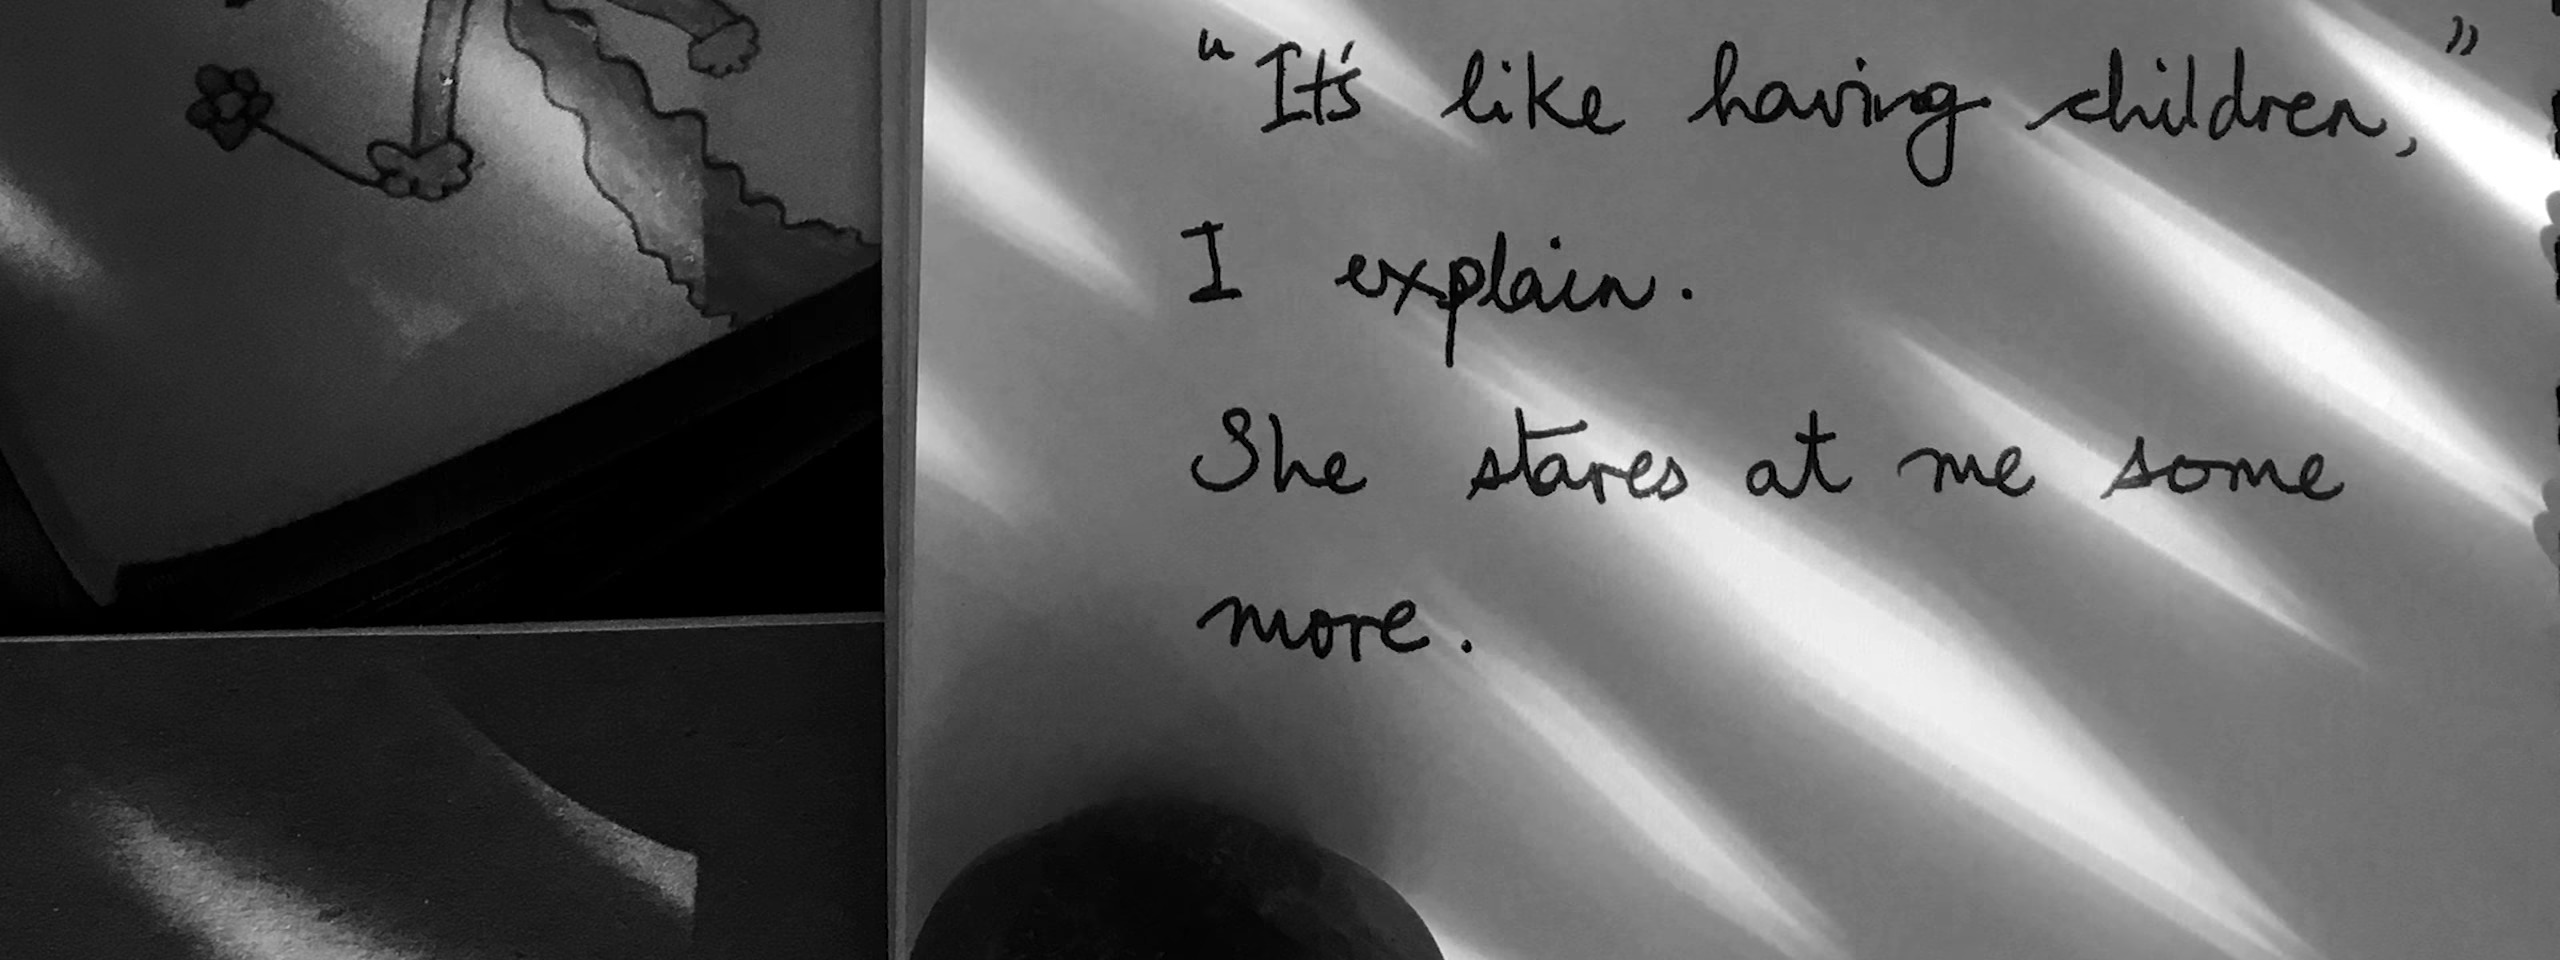 "It's like having children,"
I explain.
She stares at me some
more.